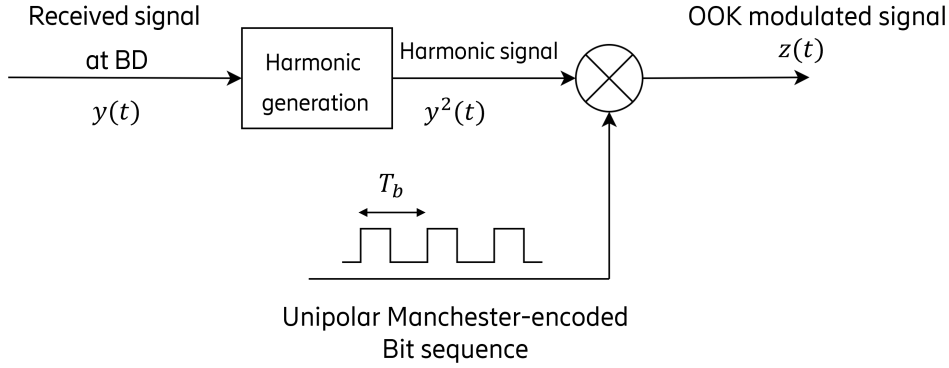 Received signal
at BD
y(t)
Harmonic
generation
Harmonic signal
y²(t)
OOK modulated signal
z(t)
T_b
Unipolar Manchester-encoded
Bit sequence